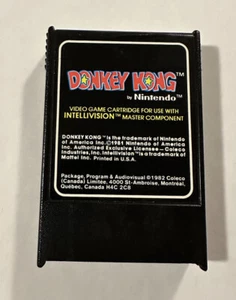 DONKEY KONG™
by Nintendo™
VIDEO GAME CARTRIDGE FOR USE WITH
INTELLIVISION™ MASTER COMPONENT
DONKEY KONG™ is the trademark of Nintendo
of America Inc. ©1981 Nintendo of America
Inc. Authorized Exclusive Licensee - Coleco
Industries, Inc. Intellivision™ is a trademark of
Mattel Inc. Printed in U.S.A.
Package, Program & Audiovisual ©1982 Coleco
(Canada) Limitée, 4000 St-Ambroise, Montréal,
Québec, Canada H4C 2C8